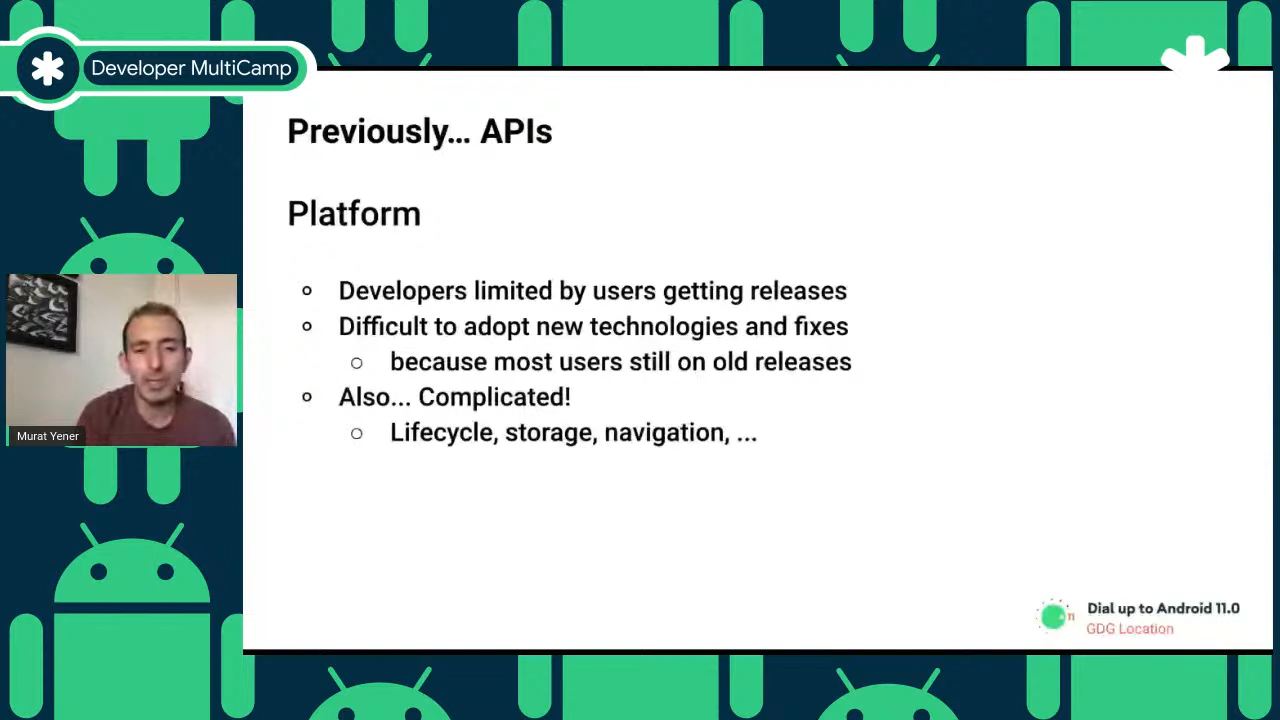 Developer MultiCamp
Previously... APIs
Platform
Developers limited by users getting releases
Difficult to adopt new technologies and fixes
because most users still on old releases
Also... Complicated!
Lifecycle, storage, navigation, ...
Murat Yener
Dial up to Android 11.0
GDG Location